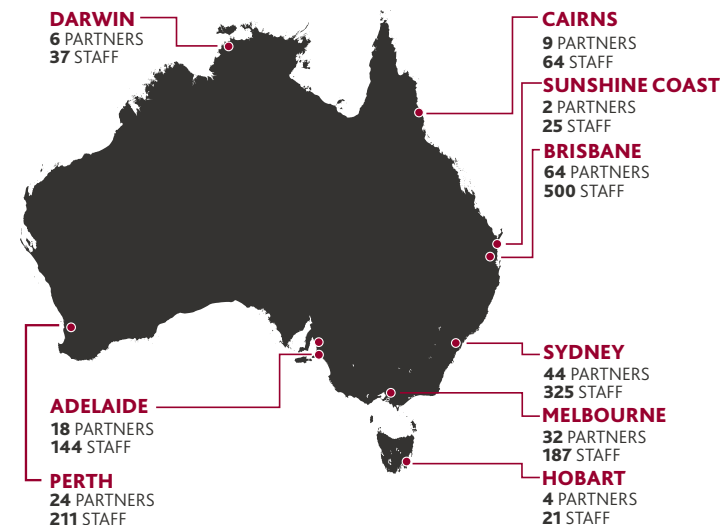 DARWIN
6 PARTNERS
37 STAFF
CAIRNS
9 PARTNERS
64 STAFF
SUNSHINE COAST
2 PARTNERS
25 STAFF
BRISBANE
64 PARTNERS
500 STAFF
SYDNEY
44 PARTNERS
325 STAFF
MELBOURNE
32 PARTNERS
187 STAFF
HOBART
4 PARTNERS
21 STAFF
ADELAIDE
18 PARTNERS
144 STAFF
PERTH
24 PARTNERS
211 STAFF